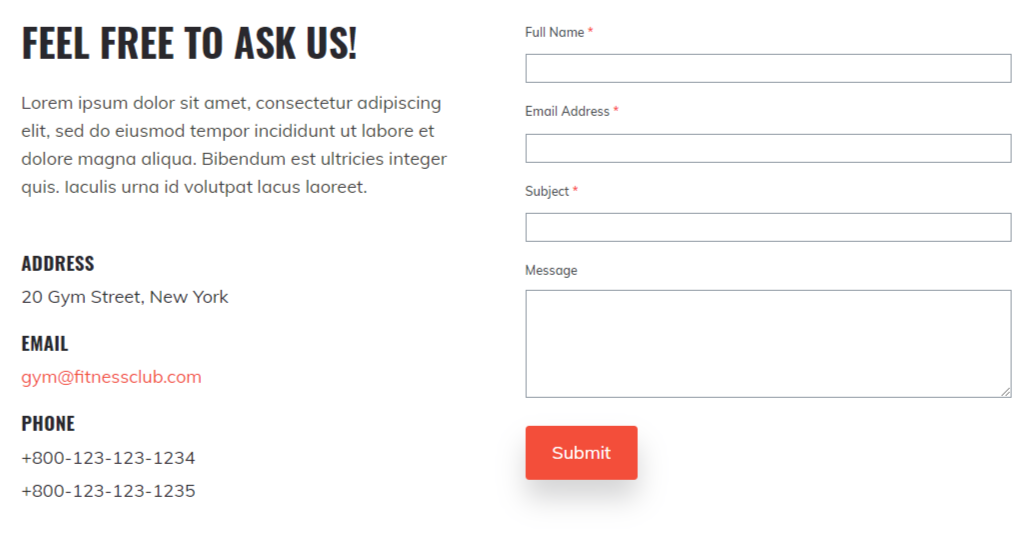 FEEL FREE TO ASK US!
Lorem ipsum dolor sit amet, consectetur adipiscing
elit, sed do eiusmod tempor incididunt ut labore et
dolore magna aliqua. Bibendum est ultricies integer
quis. Iaculis urna id volutpat lacus laoreet.
ADDRESS
20 Gym Street, New York
EMAIL
gym@fitnessclub.com
PHONE
+800-123-123-1234
+800-123-123-1235
Full Name *
Email Address *
Subject *
Message
Submit